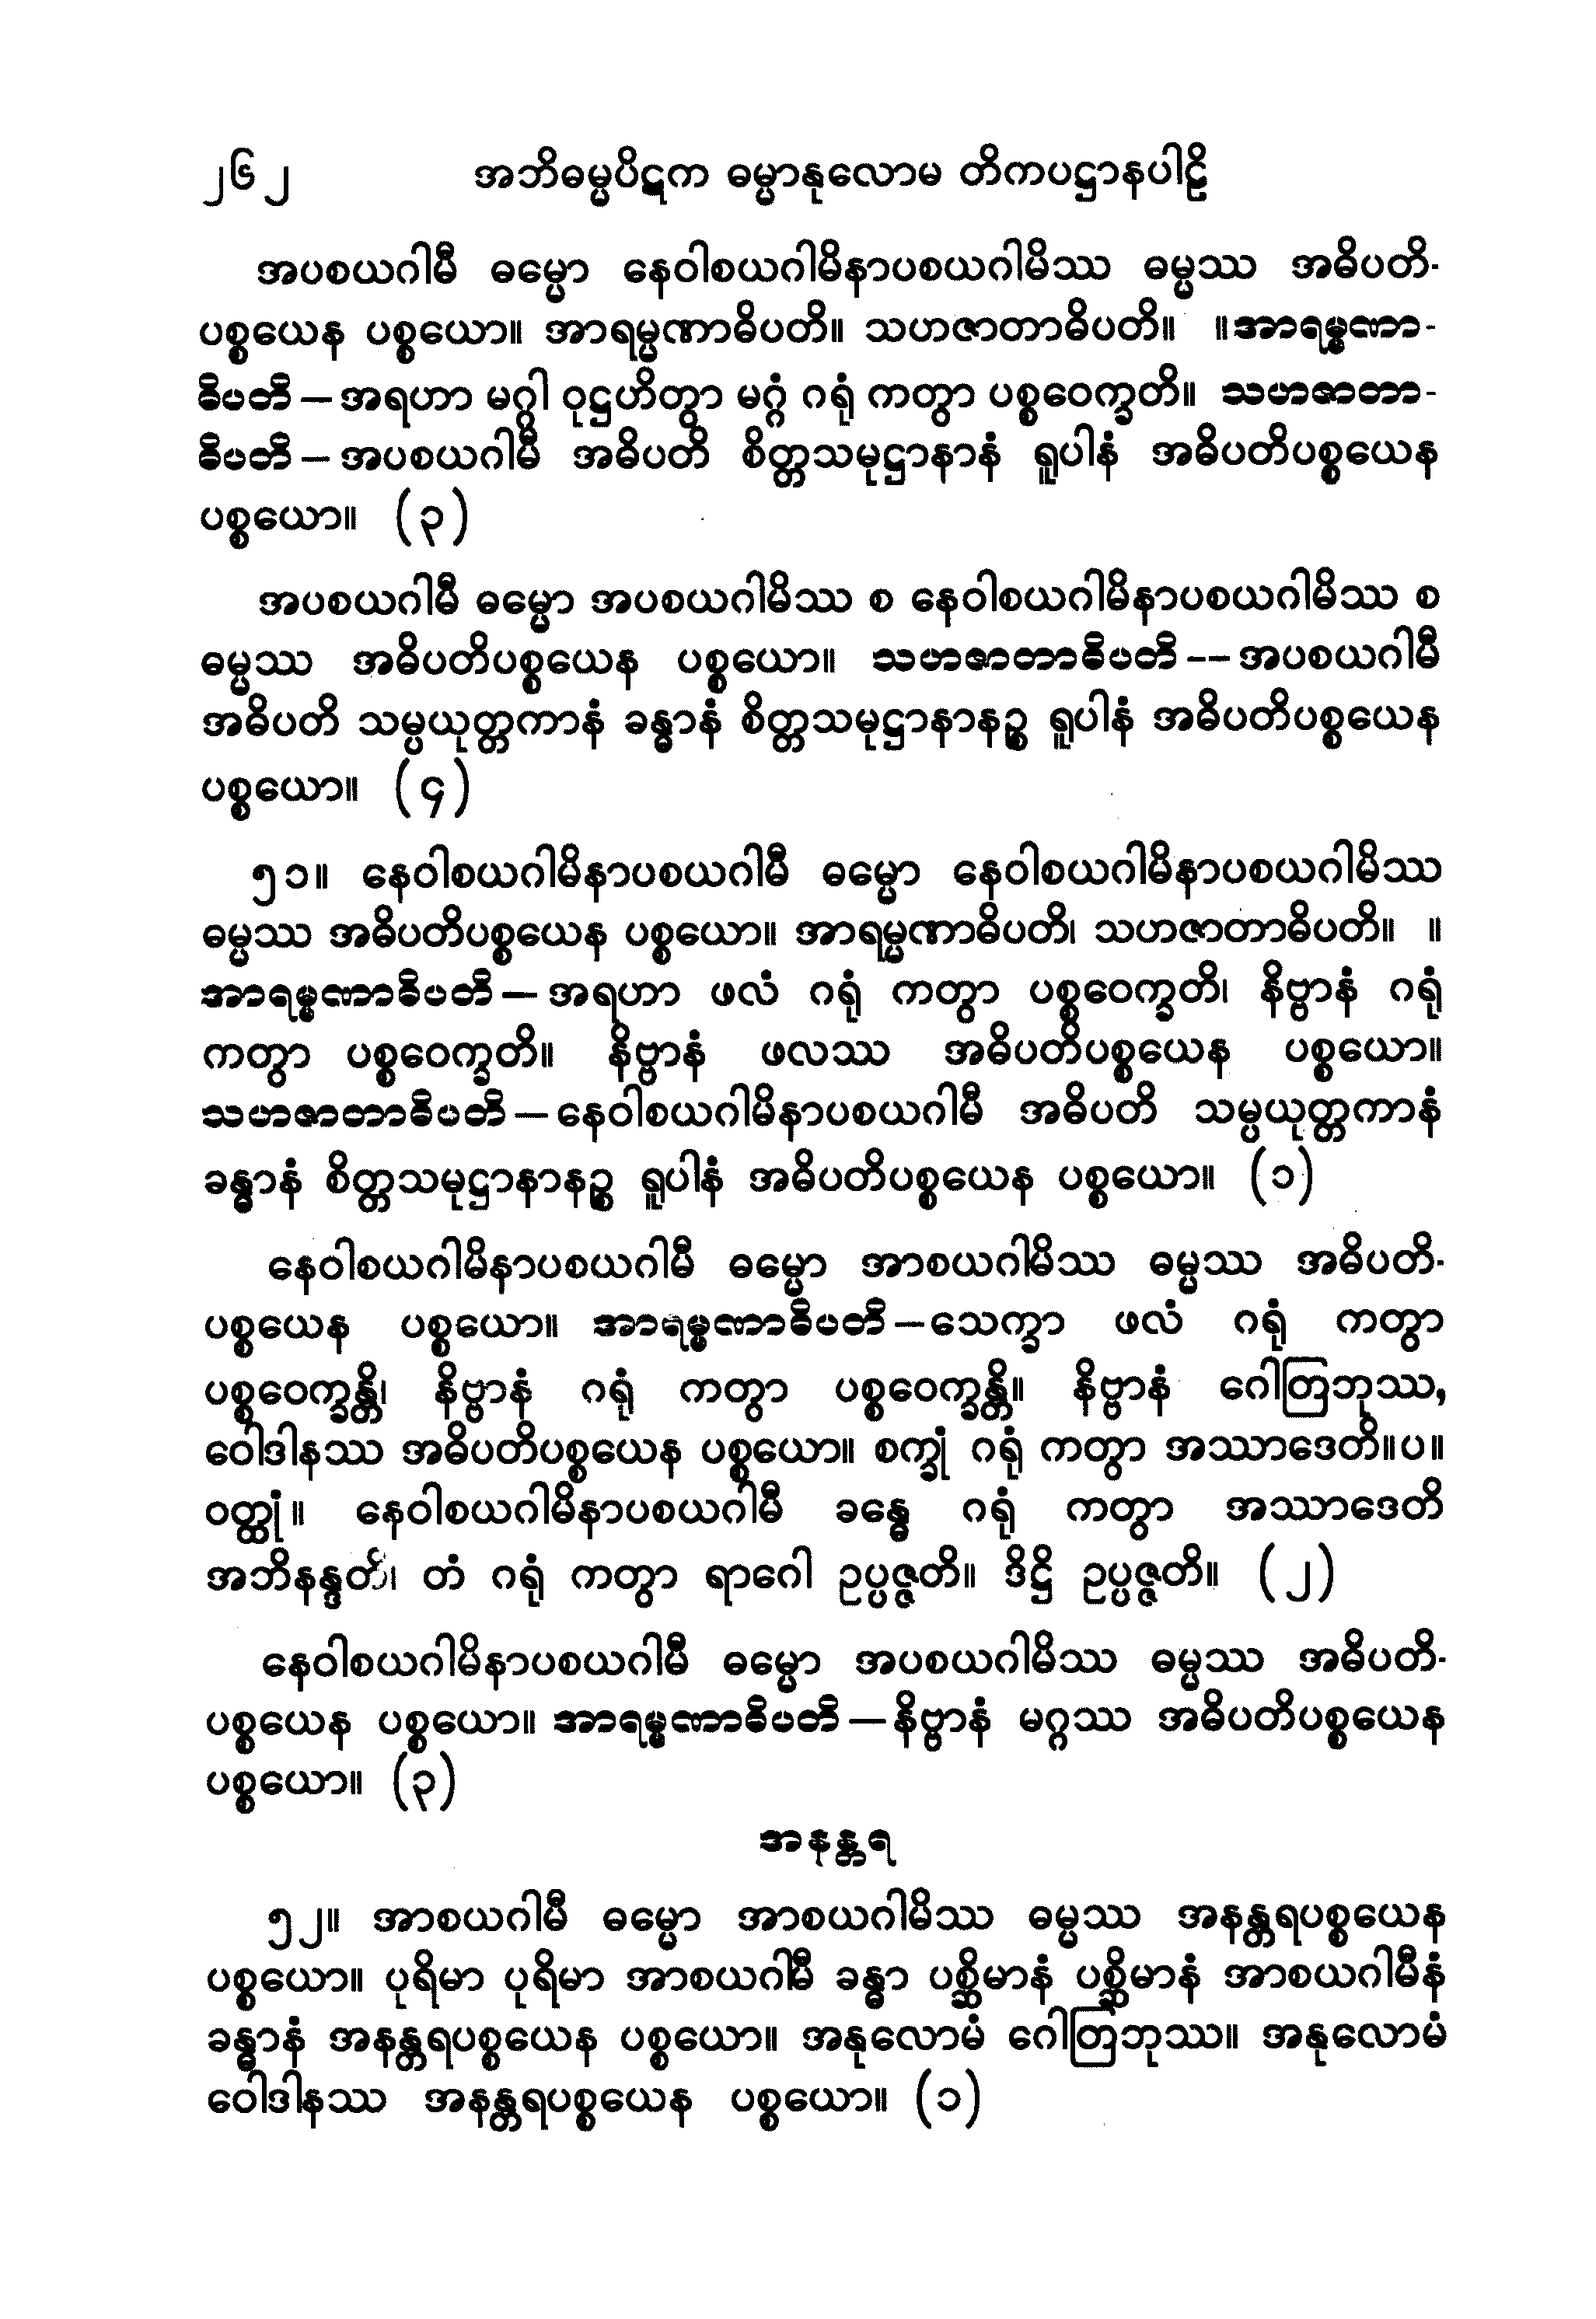 ၂၆၂ အဘိဓမ္မပိဋက ဓမ္မာနုလောမ တိကပဋ္ဌာနပါဠိ
အပစယဂါမီ ဓမ္မော နေဝါစယဂါမိနာပစယဂါမိဿ ဓမ္မဿ အဓိပတိ-
ပစ္စယေန ပစ္စယော။ အာရမ္မဏာဓိပတိ။ သဟဇာတာဓိပတိ။ ။အာရမ္မဏာ-
ဓိပတိ – အရဟာ မဂ္ဂါ ဝုဋ္ဌဟိတွာ မဂ္ဂံ ဂရုံ ကတွာ ပစ္စဝေက္ခတိ။ သဟဇာတာ-
ဓိပတိ – အပစယဂါမီ အဓိပတိ စိတ္တသမုဋ္ဌာနာနံ ရူပါနံ အဓိပတိပစ္စယေန
ပစ္စယော။ (၃)
အပစယဂါမီ ဓမ္မော အပစယဂါမိဿ စ နေဝါစယဂါမိနာပစယဂါမိဿ စ
ဓမ္မဿ အဓိပတိပစ္စယေန ပစ္စယော။ သဟဇာတာဓိပတိ -- အပစယဂါမီ
အဓိပတိ သမ္ပယုတ္တကာနံ ခန္ဓာနံ စိတ္တသမုဋ္ဌာနာနဉ္စ ရူပါနံ အဓိပတိပစ္စယေန
ပစ္စယော။ (၄)
၅၁။ နေဝါစယဂါမိနာပစယဂါမီ ဓမ္မော နေဝါစယဂါမိနာပစယဂါမိဿ
ဓမ္မဿ အဓိပတိပစ္စယေန ပစ္စယော။ အာရမ္မဏာဓိပတိ၊ သဟဇာတာဓိပတိ။ ။
အာရမ္မဏာဓိပတိ – အရဟာ ဖလံ ဂရုံ ကတွာ ပစ္စဝေက္ခတိ၊ နိဗ္ဗာနံ ဂရုံ
ကတွာ ပစ္စဝေက္ခတိ။ နိဗ္ဗာနံ ဖလဿ အဓိပတိပစ္စယေန ပစ္စယော။
သဟဇာတာဓိပတိ – နေဝါစယဂါမိနာပစယဂါမီ အဓိပတိ သမ္ပယုတ္တကာနံ
ခန္ဓာနံ စိတ္တသမုဋ္ဌာနာနဉ္စ ရူပါနံ အဓိပတိပစ္စယေန ပစ္စယော။ (၁)
နေဝါစယဂါမိနာပစယဂါမီ ဓမ္မော အာစယဂါမိဿ ဓမ္မဿ အဓိပတိ-
ပစ္စယေန ပစ္စယော။ အာရမ္မဏာဓိပတိ – သေက္ခာ ဖလံ ဂရုံ ကတွာ
ပစ္စဝေက္ခန္တိ၊ နိဗ္ဗာနံ ဂရုံ ကတွာ ပစ္စဝေက္ခန္တိ။ နိဗ္ဗာနံ ဂေါတြဘုဿ,
ဝေါဒါနဿ အဓိပတိပစ္စယေန ပစ္စယော။ စက္ခုံ ဂရုံ ကတွာ အဿာဒေတိ။ပ။
ဝတ္ထုံ။ နေဝါစယဂါမိနာပစယဂါမီ ခန္ဓေ ဂရုံ ကတွာ အဿာဒေတိ
အဘိနန္ဒတိ၊ တံ ဂရုံ ကတွာ ရာဂေါ ဥပ္ပဇ္ဇတိ။ ဒိဋ္ဌိ ဥပ္ပဇ္ဇတိ။ (၂)
နေဝါစယဂါမိနာပစယဂါမီ ဓမ္မော အပစယဂါမိဿ ဓမ္မဿ အဓိပတိ-
ပစ္စယေန ပစ္စယော။ အာရမ္မဏာဓိပတိ – နိဗ္ဗာနံ မဂ္ဂဿ အဓိပတိပစ္စယေန
ပစ္စယော။ (၃)
အနန္တရ
၅၂။ အာစယဂါမီ ဓမ္မော အာစယဂါမိဿ ဓမ္မဿ အနန္တရပစ္စယေန
ပစ္စယော။ ပုရိမာ ပုရိမာ အာစယဂါမီ ခန္ဓာ ပစ္ဆိမာနံ ပစ္ဆိမာနံ အာစယဂါမီနံ
ခန္ဓာနံ အနန္တရပစ္စယေန ပစ္စယော။ အနုလောမံ ဂေါတြဘုဿ။ အနုလောမံ
ဝေါဒါနဿ အနန္တရပစ္စယေန ပစ္စယော။ (၁)